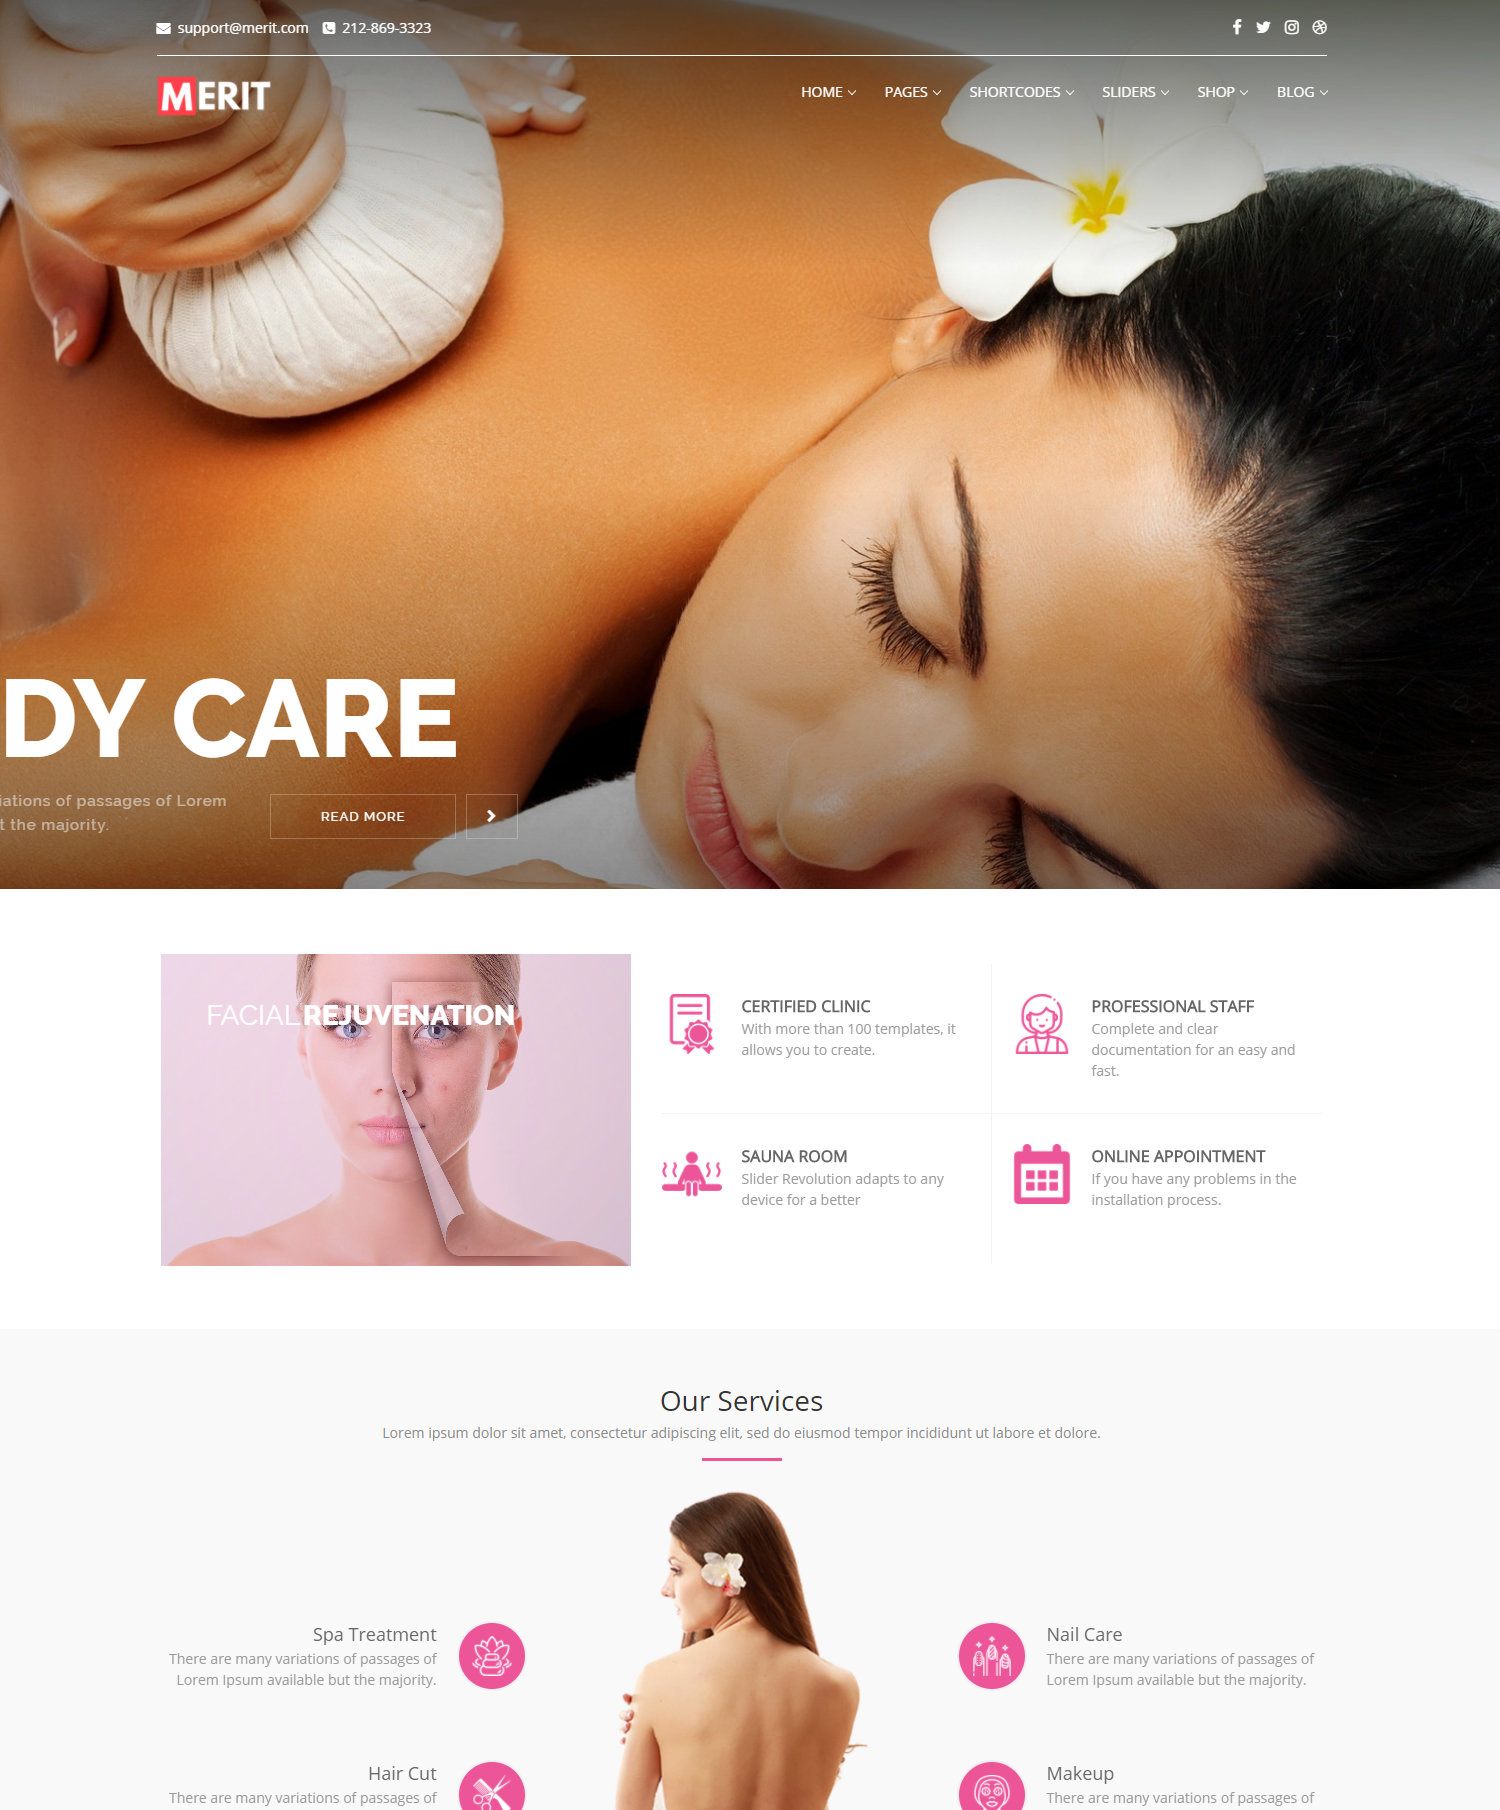 support@merit.com 212-869-3323
MERIT
HOME PAGES SHORTCODES SLIDERS SHOP BLOG
DY CARE
iations of passages of Lorem
t the majority.
READ MORE
FACIAL REJUVENATION
CERTIFIED CLINIC
With more than 100 templates, it
allows you to create.
PROFESSIONAL STAFF
Complete and clear
documentation for an easy and
fast.
SAUNA ROOM
Slider Revolution adapts to any
device for a better
ONLINE APPOINTMENT
If you have any problems in the
installation process.
Our Services
Lorem ipsum dolor sit amet, consectetur adipiscing elit, sed do eiusmod tempor incididunt ut labore et dolore.
Spa Treatment
There are many variations of passages of
Lorem Ipsum available but the majority.
Nail Care
There are many variations of passages of
Lorem Ipsum available but the majority.
Hair Cut
There are many variations of passages of
Makeup
There are many variations of passages of